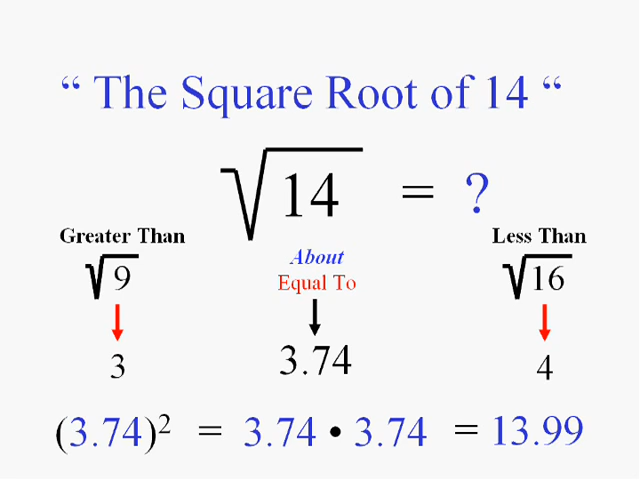 “ The Square Root of 14 “
√14 = ?
Greater Than
√9
3
About
Equal To
3.74
Less Than
√16
4
(3.74)² = 3.74 • 3.74 = 13.99